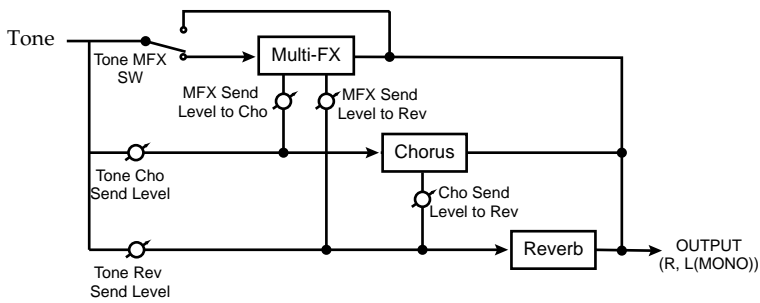 Tone
Tone MFX
SW
Multi-FX
MFX Send
Level to Cho
MFX Send
Level to Rev
Tone Cho
Send Level
Chorus
Cho Send
Level to Rev
Tone Rev
Send Level
Reverb
OUTPUT
(R, L(MONO))